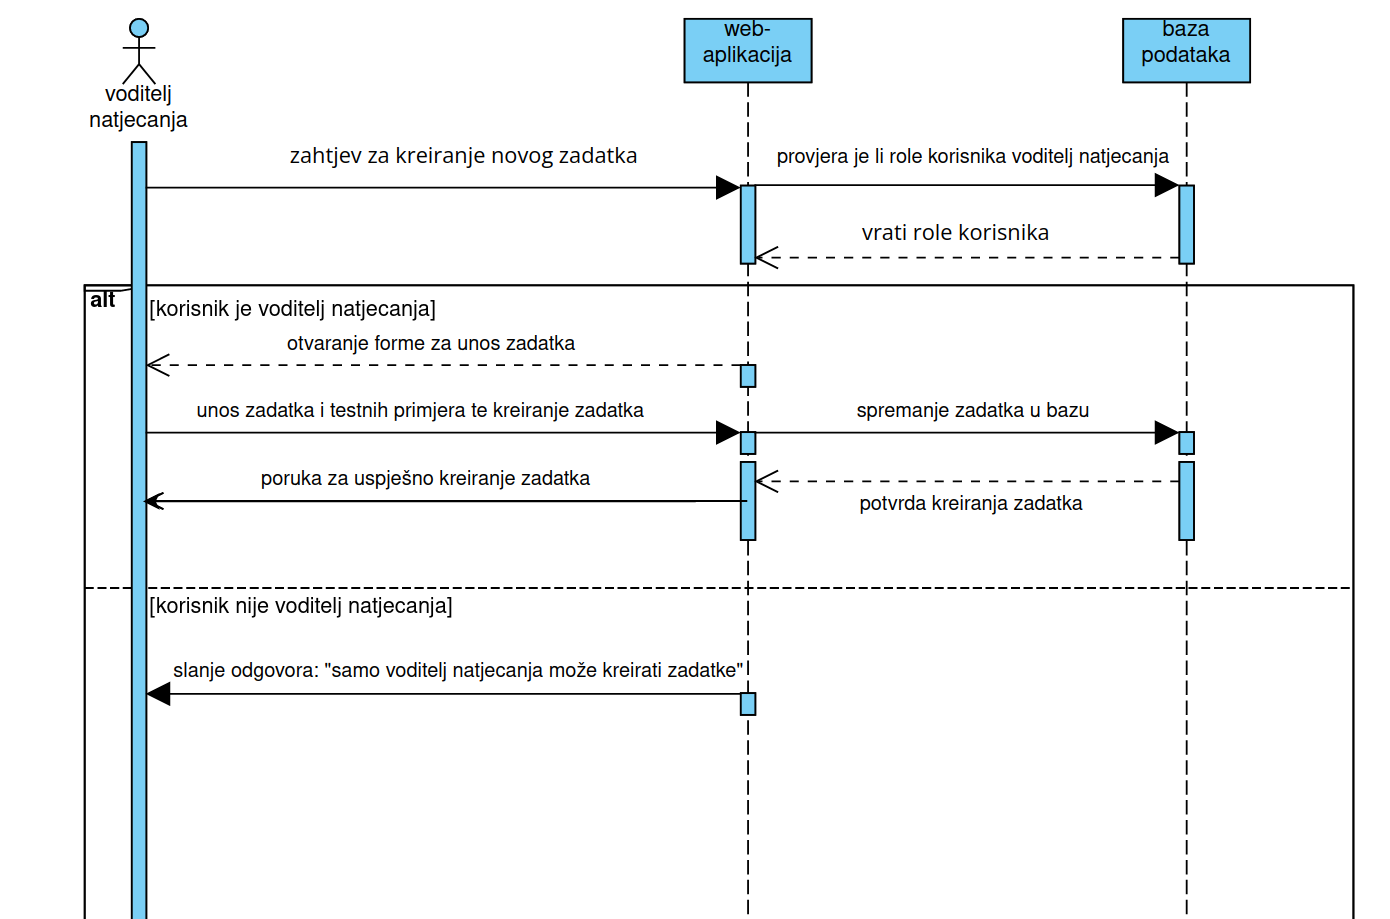 voditelj
natjecanja
web-
aplikacija
baza
podataka
zahtjev za kreiranje novog zadatka
provjera je li role korisnika voditelj natjecanja
vrati role korisnika
alt
[korisnik je voditelj natjecanja]
otvaranje forme za unos zadatka
unos zadatka i testnih primjera te kreiranje zadatka
spremanje zadatka u bazu
poruka za uspješno kreiranje zadatka
potvrda kreiranja zadatka
[korisnik nije voditelj natjecanja]
slanje odgovora: "samo voditelj natjecanja može kreirati zadatke"